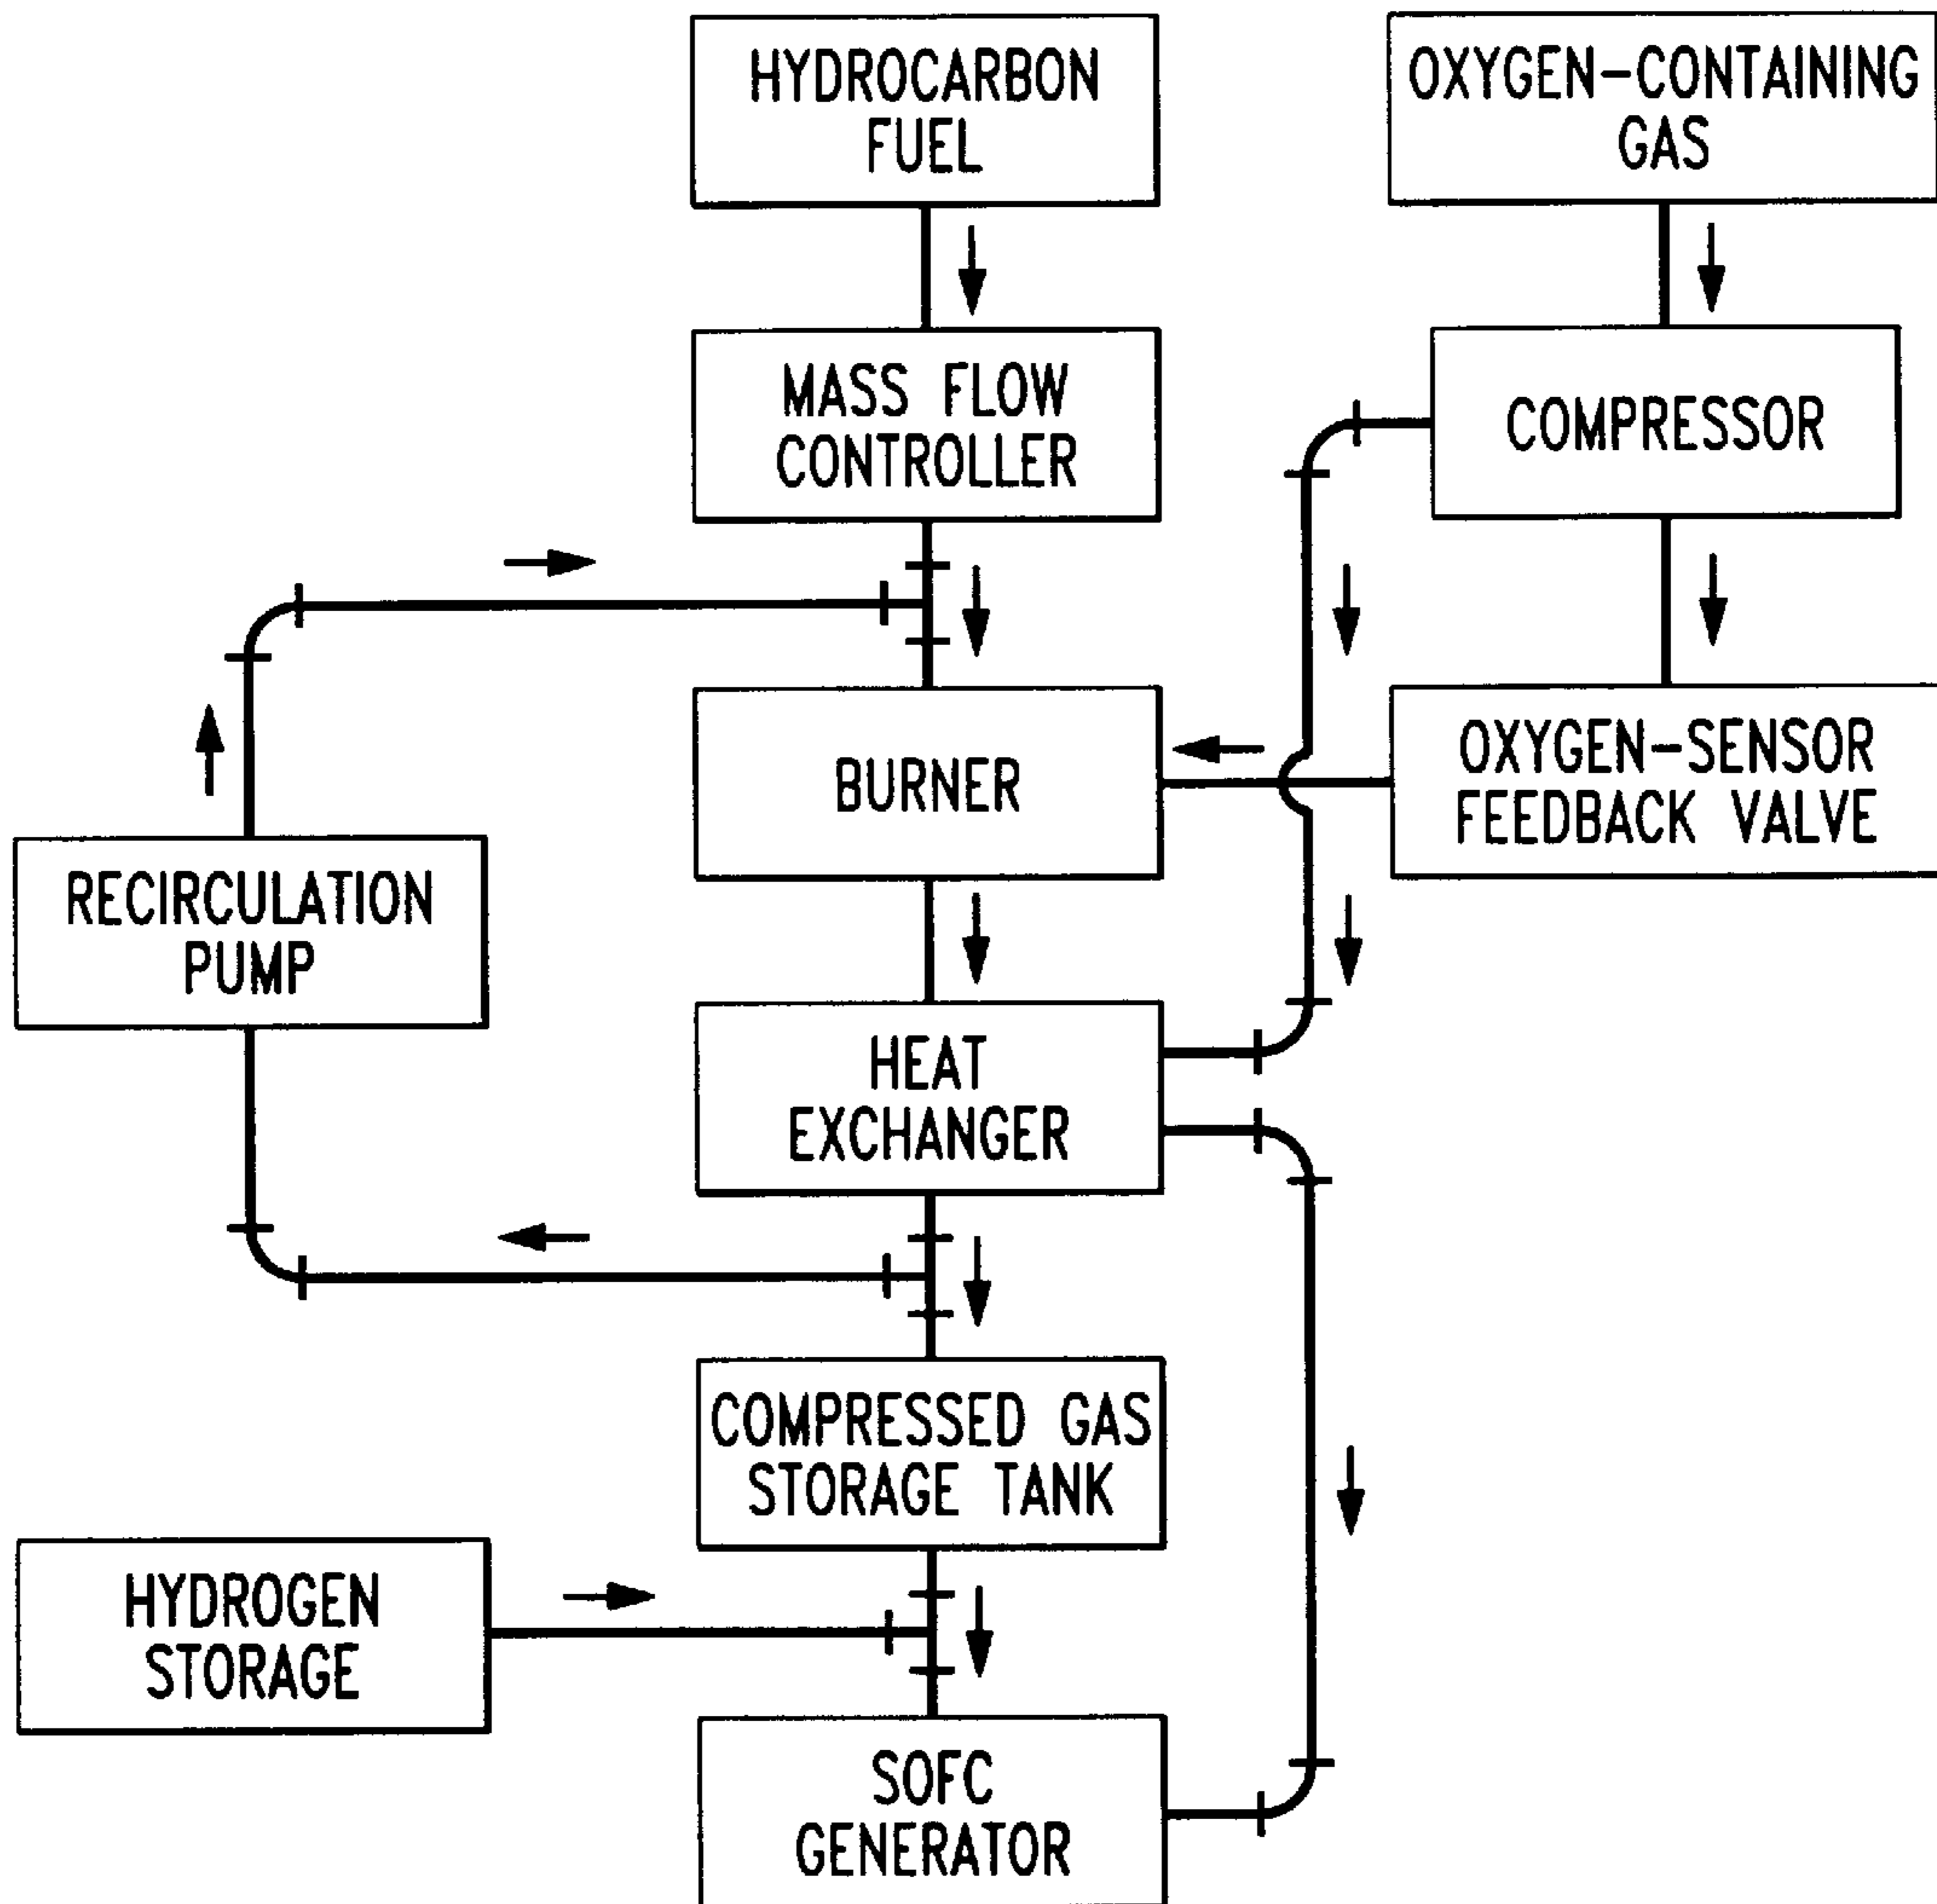 HYDROCARBON
FUEL
OXYGEN-CONTAINING
GAS
MASS FLOW
CONTROLLER
COMPRESSOR
BURNER
OXYGEN-SENSOR
FEEDBACK VALVE
RECIRCULATION
PUMP
HEAT
EXCHANGER
COMPRESSED GAS
STORAGE TANK
HYDROGEN
STORAGE
SOFC
GENERATOR